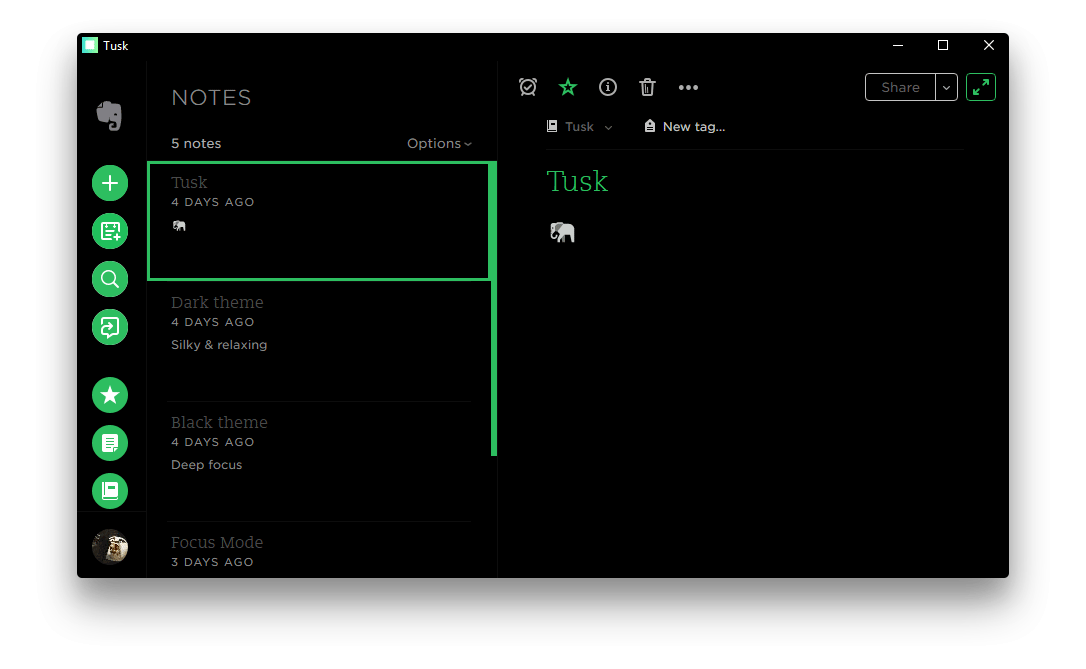 Tusk
NOTES
5 notes
Options
Tusk
4 DAYS AGO
Dark theme
4 DAYS AGO
Silky & relaxing
Black theme
4 DAYS AGO
Deep focus
Focus Mode
3 DAYS AGO
Share
Tusk
New tag...
Tusk